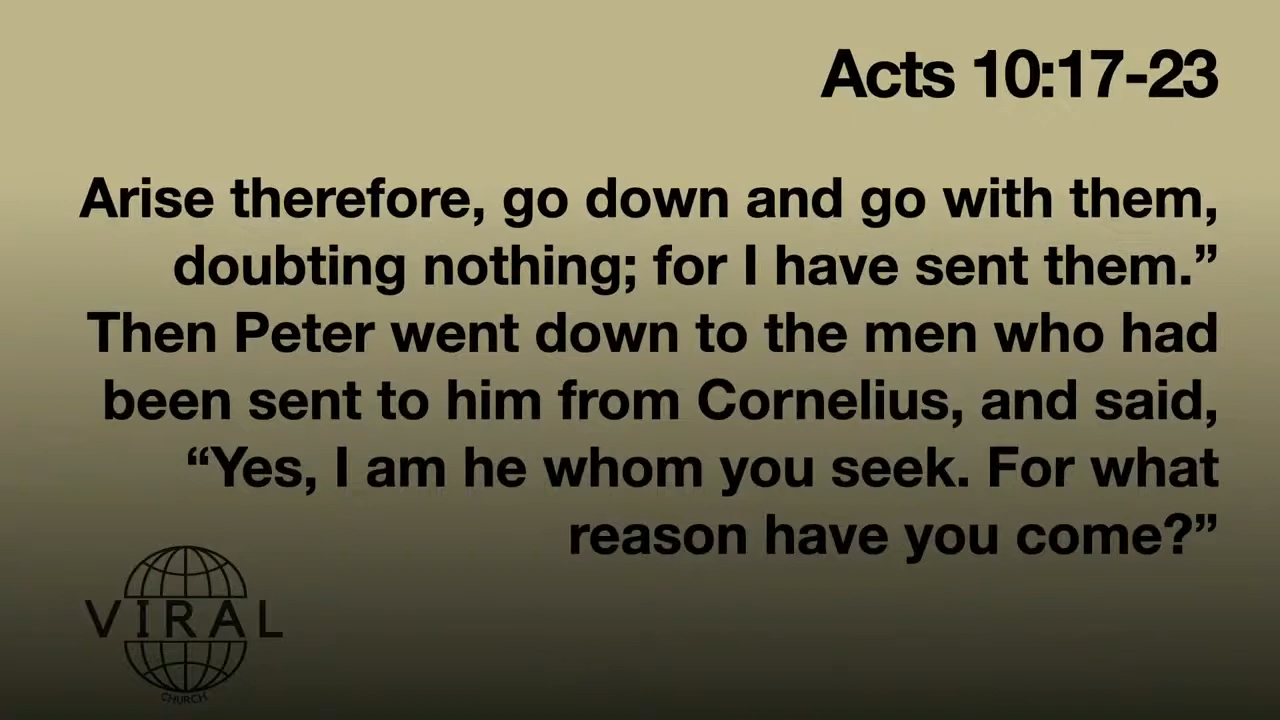 Acts 10:17-23
Arise therefore, go down and go with them,
doubting nothing; for I have sent them.”
Then Peter went down to the men who had
been sent to him from Cornelius, and said,
“Yes, I am he whom you seek. For what
reason have you come?”
VIRAL
CHURCH